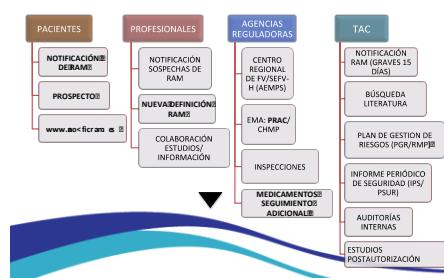 PACIENTES
NOTIFICACIÓN
DE RAM
PROSPECTO
PROFESIONALES
NOTIFICACIÓN
SOSPECHAS DE
RAM
NUEVA DEFINICIÓN
RAM
COLABORACIÓN
ESTUDIOS/
INFORMACIÓN
AGENCIAS
REGULADORAS
CENTRO
REGIONAL
DE FV/SEFV-
H (AEMPS)
EMA: PRAC/
CHMP
INSPECCIONES
MEDICAMENTOS
SEGUIMIENTO
ADICIONAL
TAC
NOTIFICACIÓN
RAM (GRAVES 15
DÍAS)
BÚSQUEDA
LITERATURA
PLAN DE GESTION DE
RIESGOS (PGR/RMP)
INFORME PERIÓDICO
DE SEGURIDAD (IPS/
PSUR)
AUDITORÍAS
INTERNAS
ESTUDIOS
POSTAUTORIZACIÓN